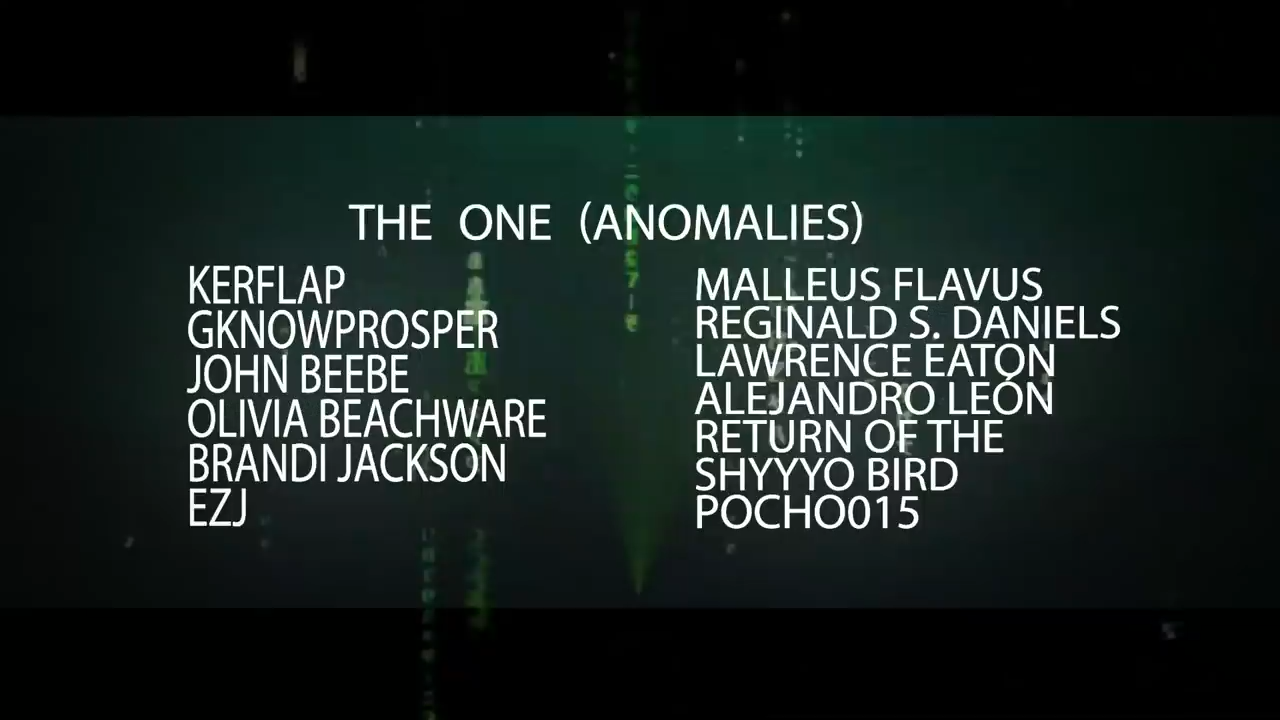 THE ONE (ANOMALIES)
KERFLAP
GKNOWPROSPER
JOHN BEEBE
OLIVIA BEACHWARE
BRANDI JACKSON
EZJ
MALLEUS FLAVUS
REGINALD S. DANIELS
LAWRENCE EATON
ALEJANDRO LEÓN
RETURN OF THE
SHYYYO BIRD
POCHO015